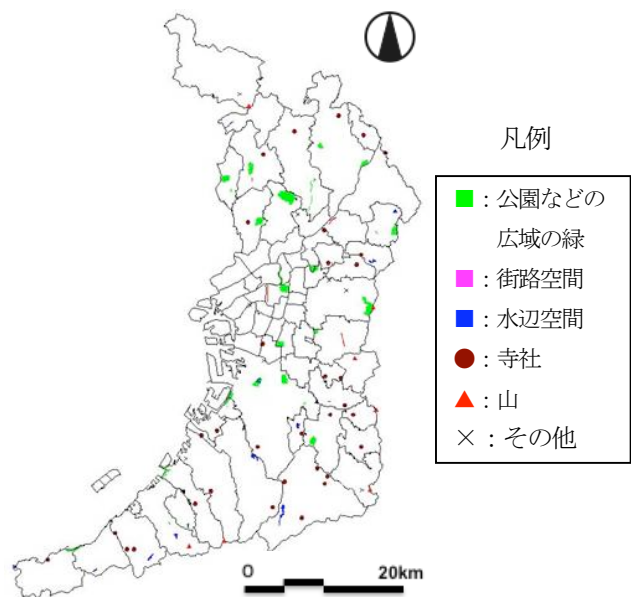 凡例
■：公園などの
広域の緑
■：街路空間
■：水辺空間
●：寺社
▲：山
×：その他
0 20km